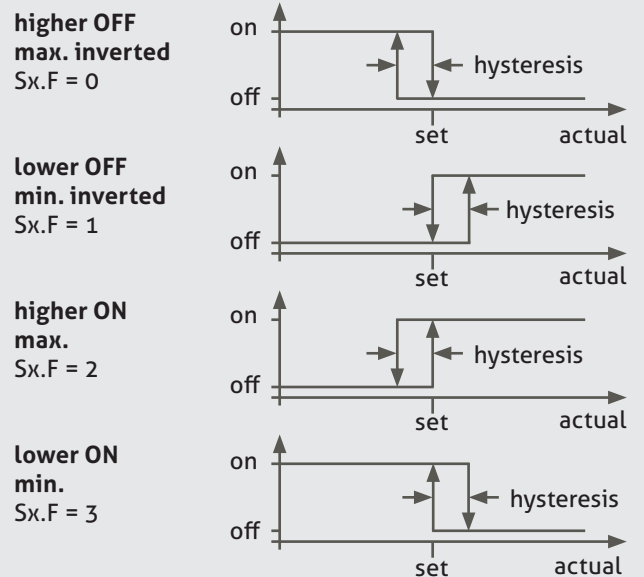 higher OFF
max. inverted
Sx.F = 0
on
off
hysteresis
set
actual
lower OFF
min. inverted
Sx.F = 1
on
off
hysteresis
set
actual
higher ON
max.
Sx.F = 2
on
off
hysteresis
set
actual
lower ON
min.
Sx.F = 3
on
off
hysteresis
set
actual